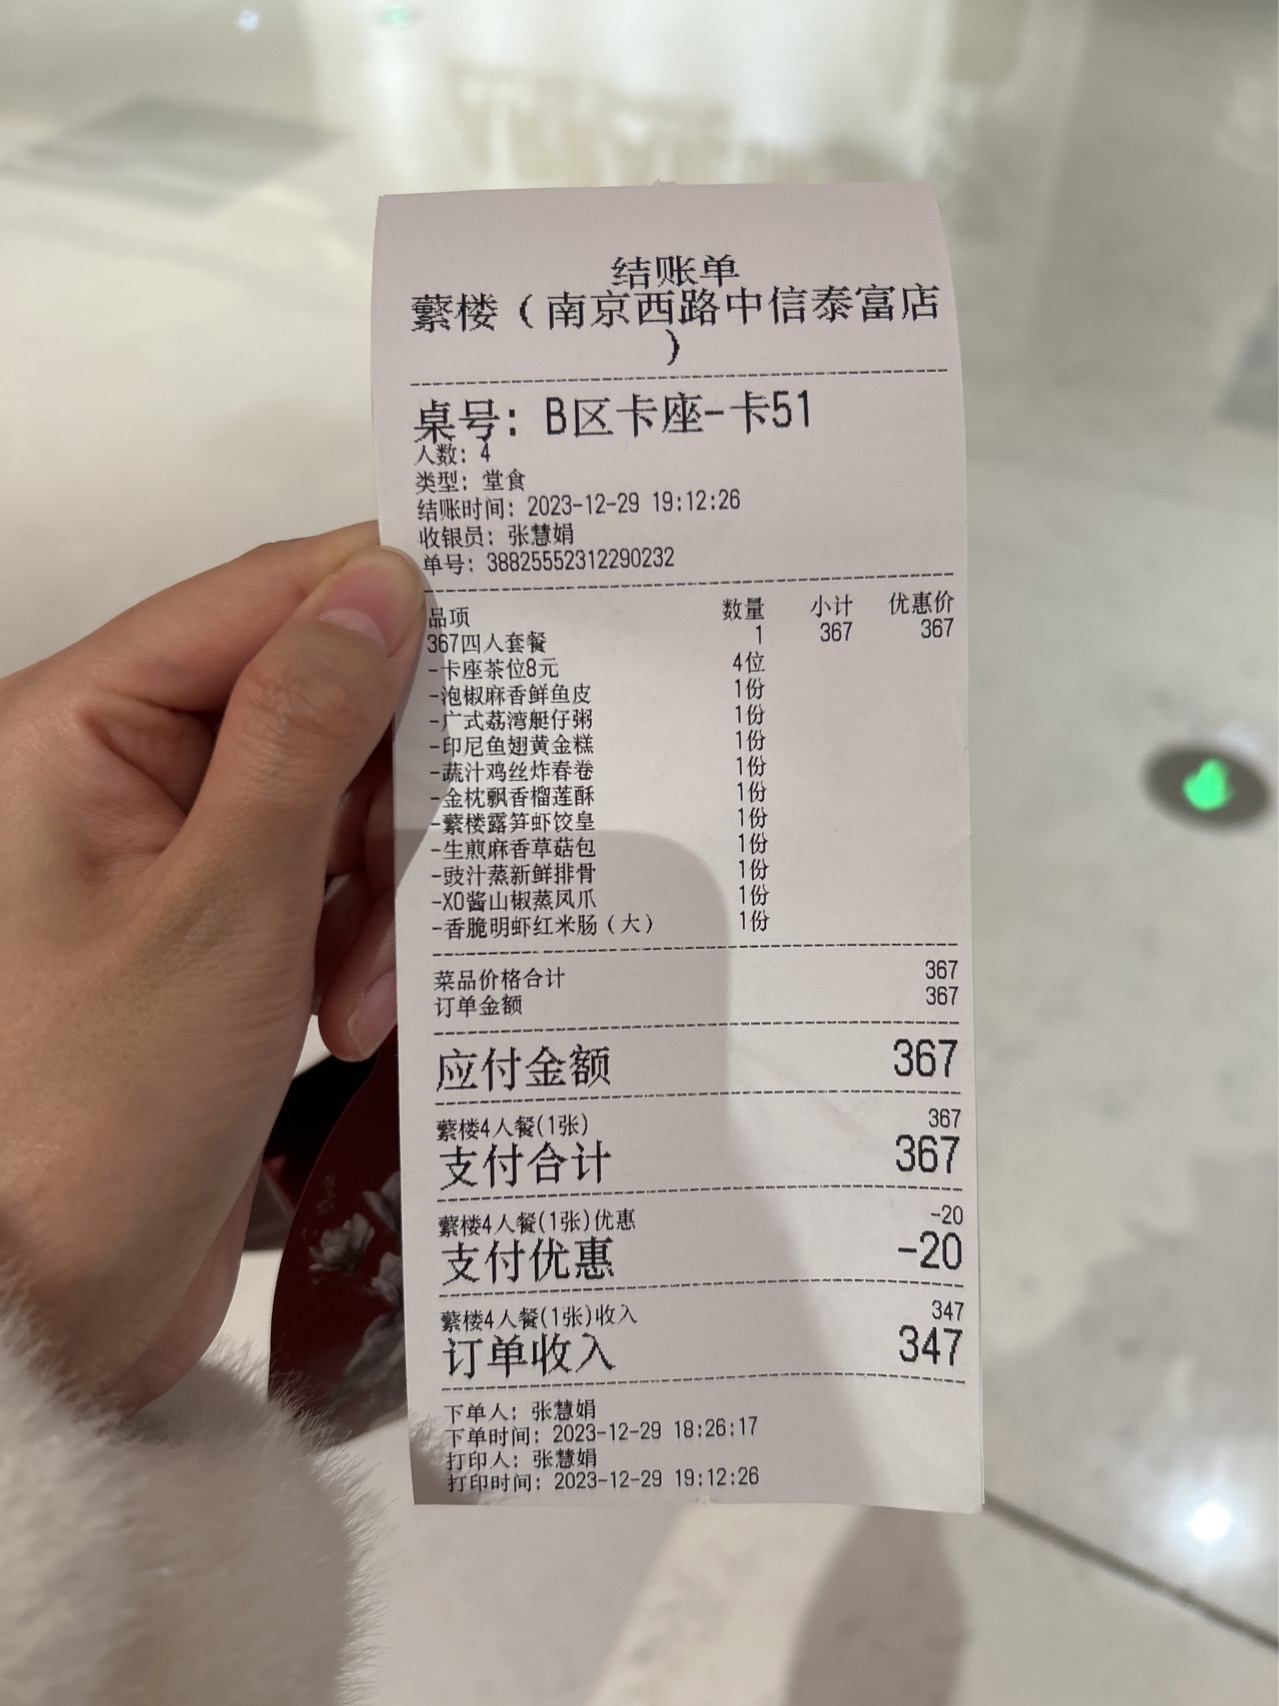 结账单
蘩楼（南京西路中信泰富店
）
桌号：B区卡座-卡51
人数：4
类型：堂食
结账时间：2023-12-29 19:12:26
收银员：张慧娟
单号：38825552312290232
品项 数量 小计 优惠价
367四人套餐 1 367 367
-卡座茶位8元 4位
-泡椒麻香鲜鱼皮 1份
-广式荔湾艇仔粥 1份
-印尼鱼翅黄金糕 1份
-蔬汁鸡丝炸春卷 1份
-金枕飘香榴莲酥 1份
-蘩楼露笋虾饺皇 1份
-生煎麻香草菇包 1份
-豉汁蒸新鲜排骨 1份
-XO酱山椒蒸凤爪 1份
-香脆明虾红米肠（大） 1份
菜品价格合计 367
订单金额 367
应付金额 367
蘩楼4人餐(1张) 367
支付合计 367
蘩楼4人餐(1张)优惠 -20
支付优惠 -20
蘩楼4人餐(1张)收入 347
订单收入 347
下单人：张慧娟
下单时间：2023-12-29 18:26:17
打印人：张慧娟
打印时间：2023-12-29 19:12:26